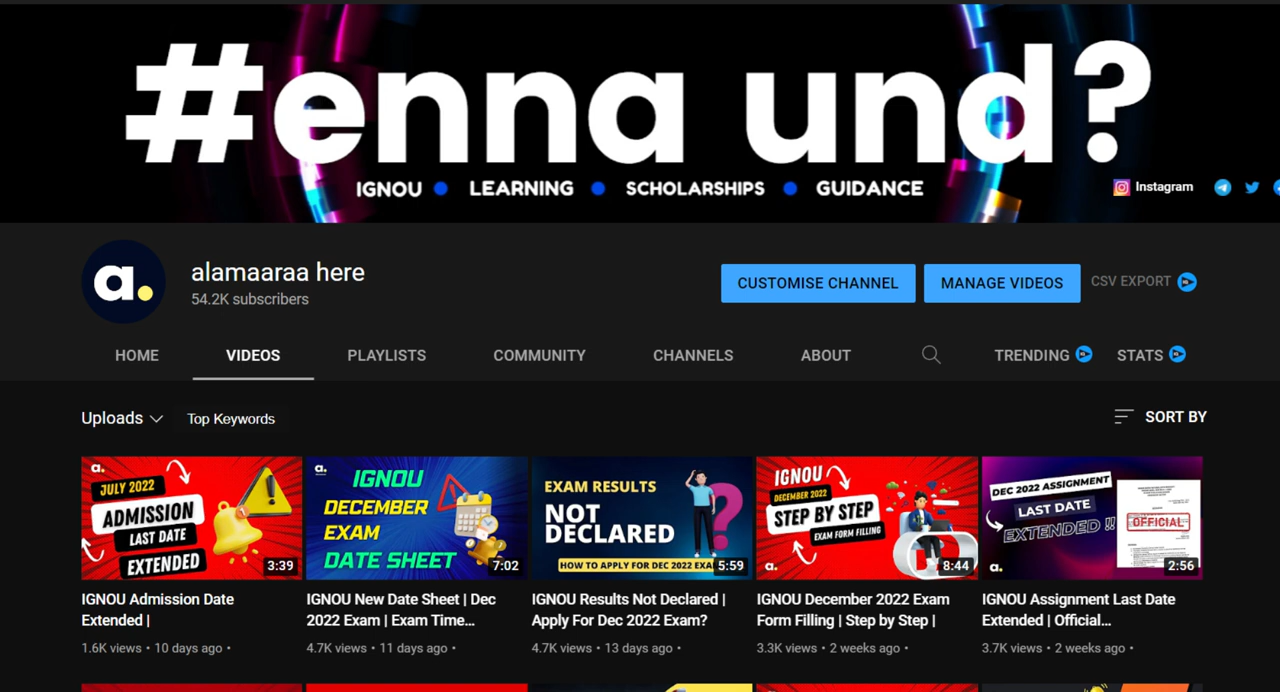 #enna und?
IGNOU • LEARNING • SCHOLARSHIPS • GUIDANCE
Instagram
a.
alamaaraa here
54.2K subscribers
CUSTOMISE CHANNEL
MANAGE VIDEOS
CSV EXPORT
HOME
VIDEOS
PLAYLISTS
COMMUNITY
CHANNELS
ABOUT
TRENDING
STATS
Uploads
Top Keywords
SORT BY
a.
JULY 2022
ADMISSION
LAST DATE
EXTENDED
3:39
IGNOU Admission Date
Extended |
1.6K views • 10 days ago •
a.
IGNOU
DECEMBER
EXAM
DATE SHEET
7:02
IGNOU New Date Sheet | Dec
2022 Exam | Exam Time...
4.7K views • 11 days ago •
EXAM RESULTS
NOT
DECLARED
HOW TO APPLY FOR DEC 2022
5:59
IGNOU Results Not Declared |
Apply For Dec 2022 Exam?
4.7K views • 13 days ago •
IGNOU
DECEMBER 2022
STEP BY STEP
EXAM FORM FILLING
a.
8:44
IGNOU December 2022 Exam
Form Filling | Step by Step |
3.3K views • 2 weeks ago •
DEC 2022 ASSIGNMENT
LAST DATE
EXTENDED !!
OFFICIAL
a.
2:56
IGNOU Assignment Last Date
Extended | Official...
3.7K views • 2 weeks ago •